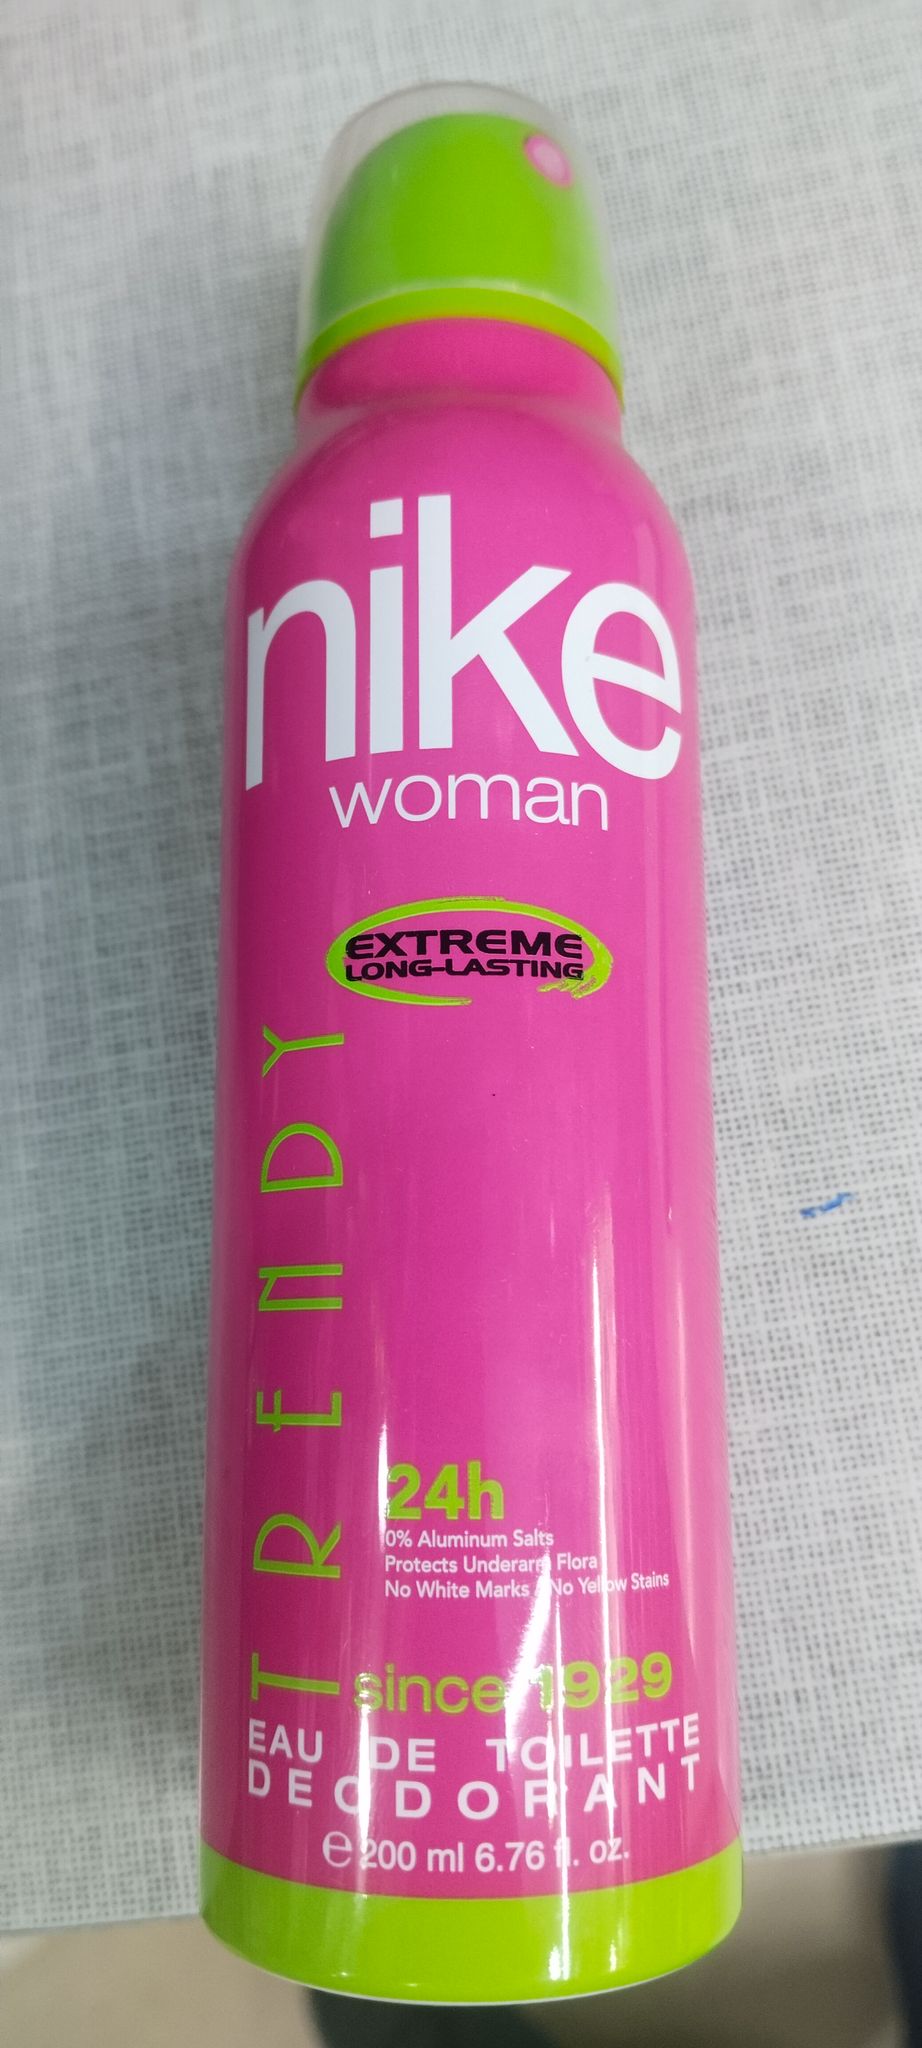 nike
woman
EXTREME
LONG-LASTING
TRENDY
24h
0% Aluminum Salts
Protects Underarm Flora
No White Marks / No Yellow Stains
since 1929
EAU DE TOILETTE
DEODORANT
e 200 ml 6.76 fl. oz.